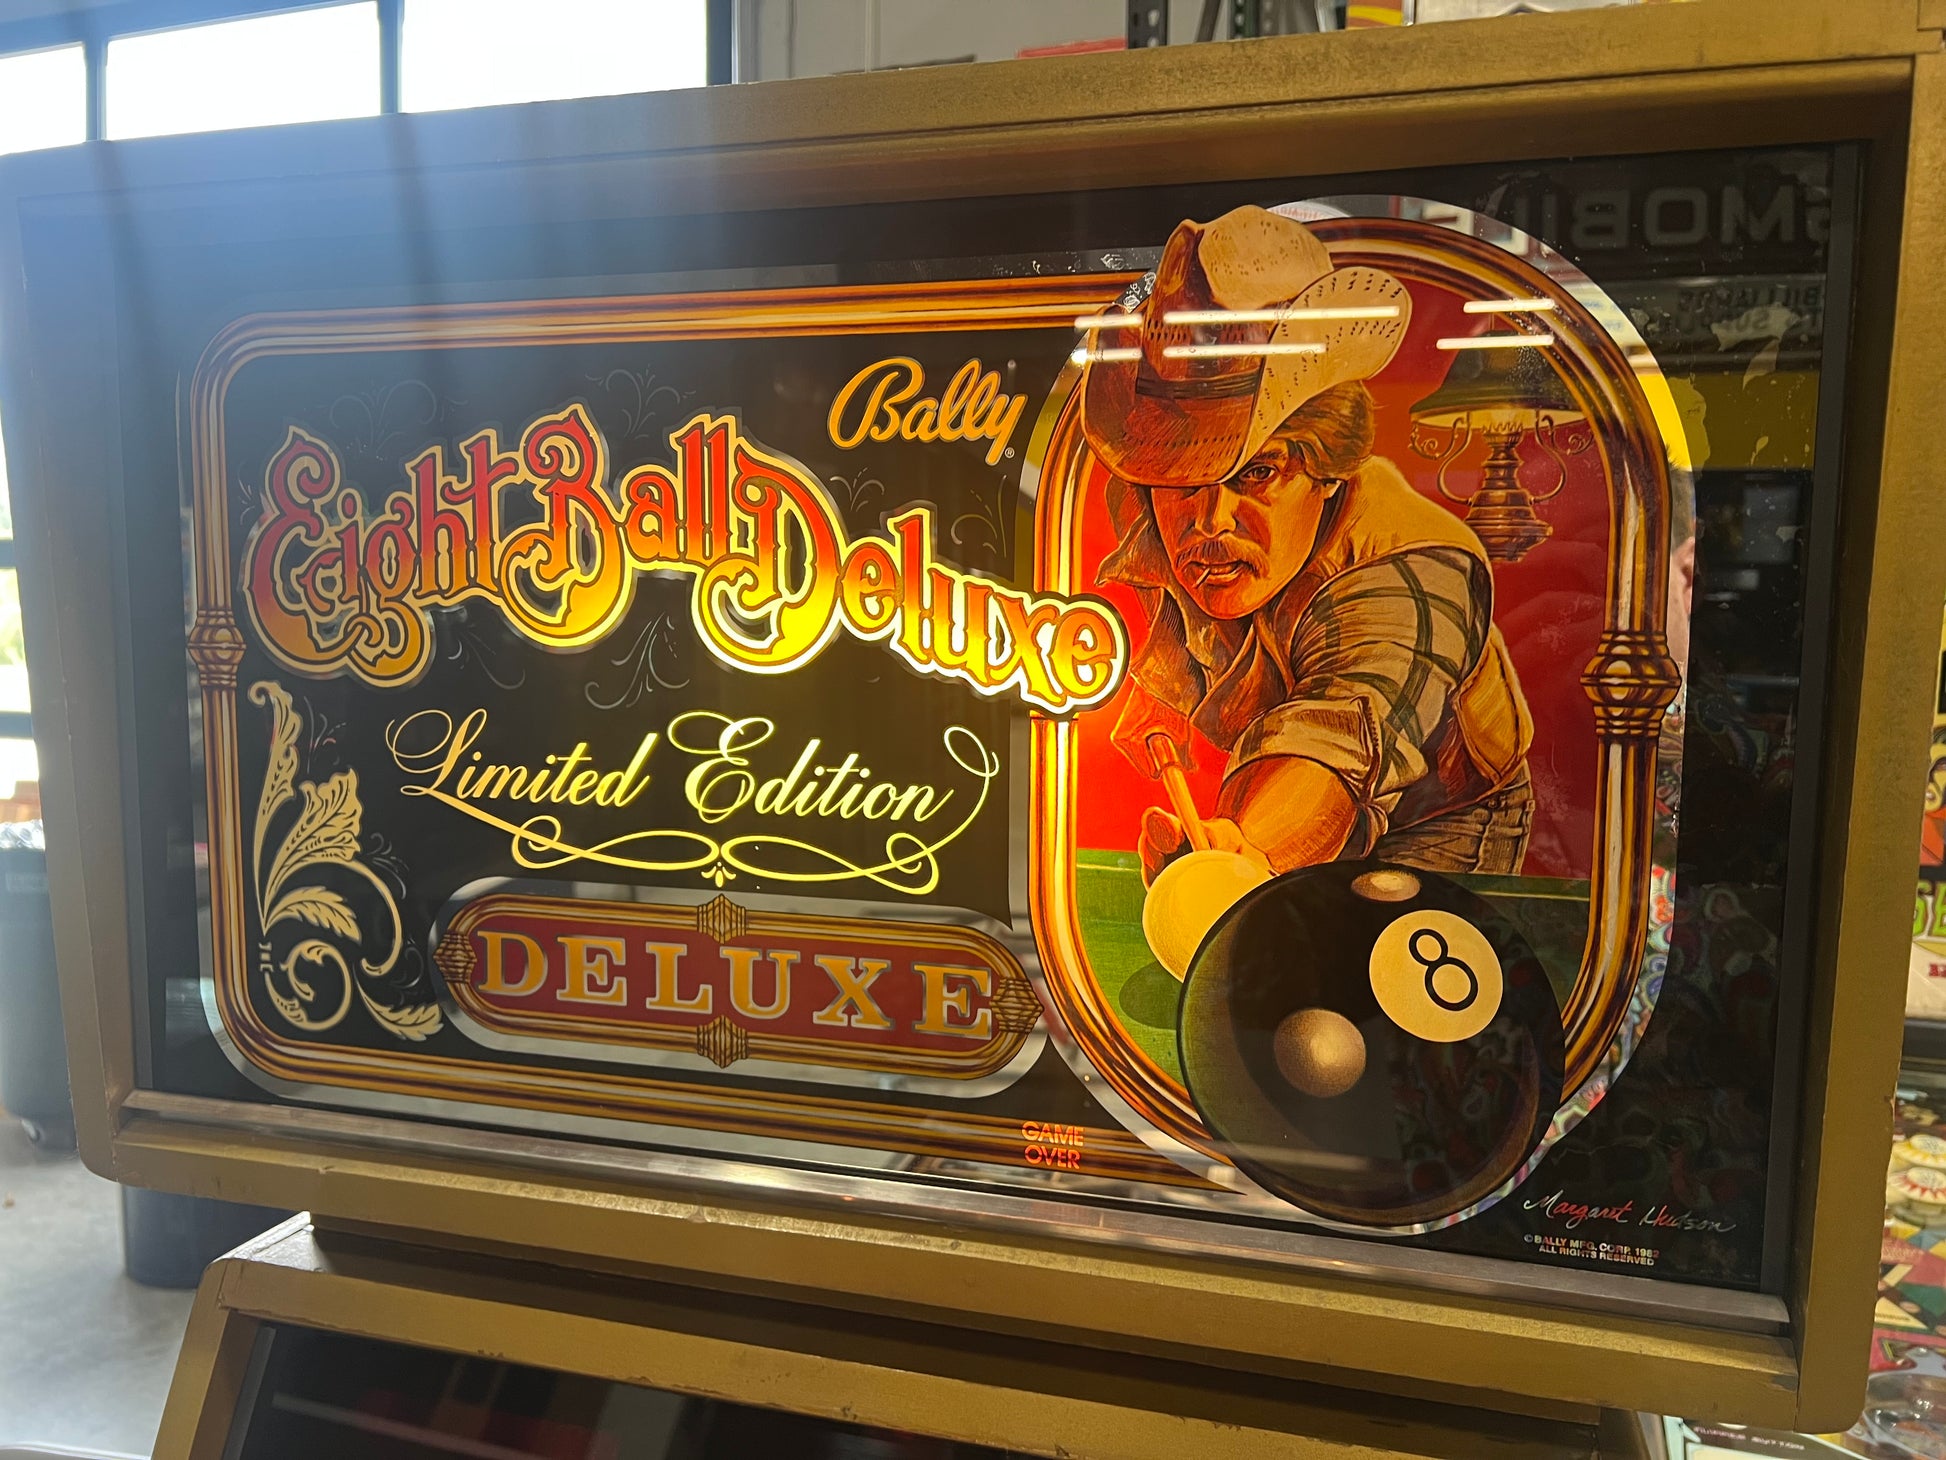 Bally®
Eight Ball Deluxe
Limited Edition
DELUXE
8
GAME
OVER
Margaret Hudson
© BALLY MFG. CORP. 1982
ALL RIGHTS RESERVED